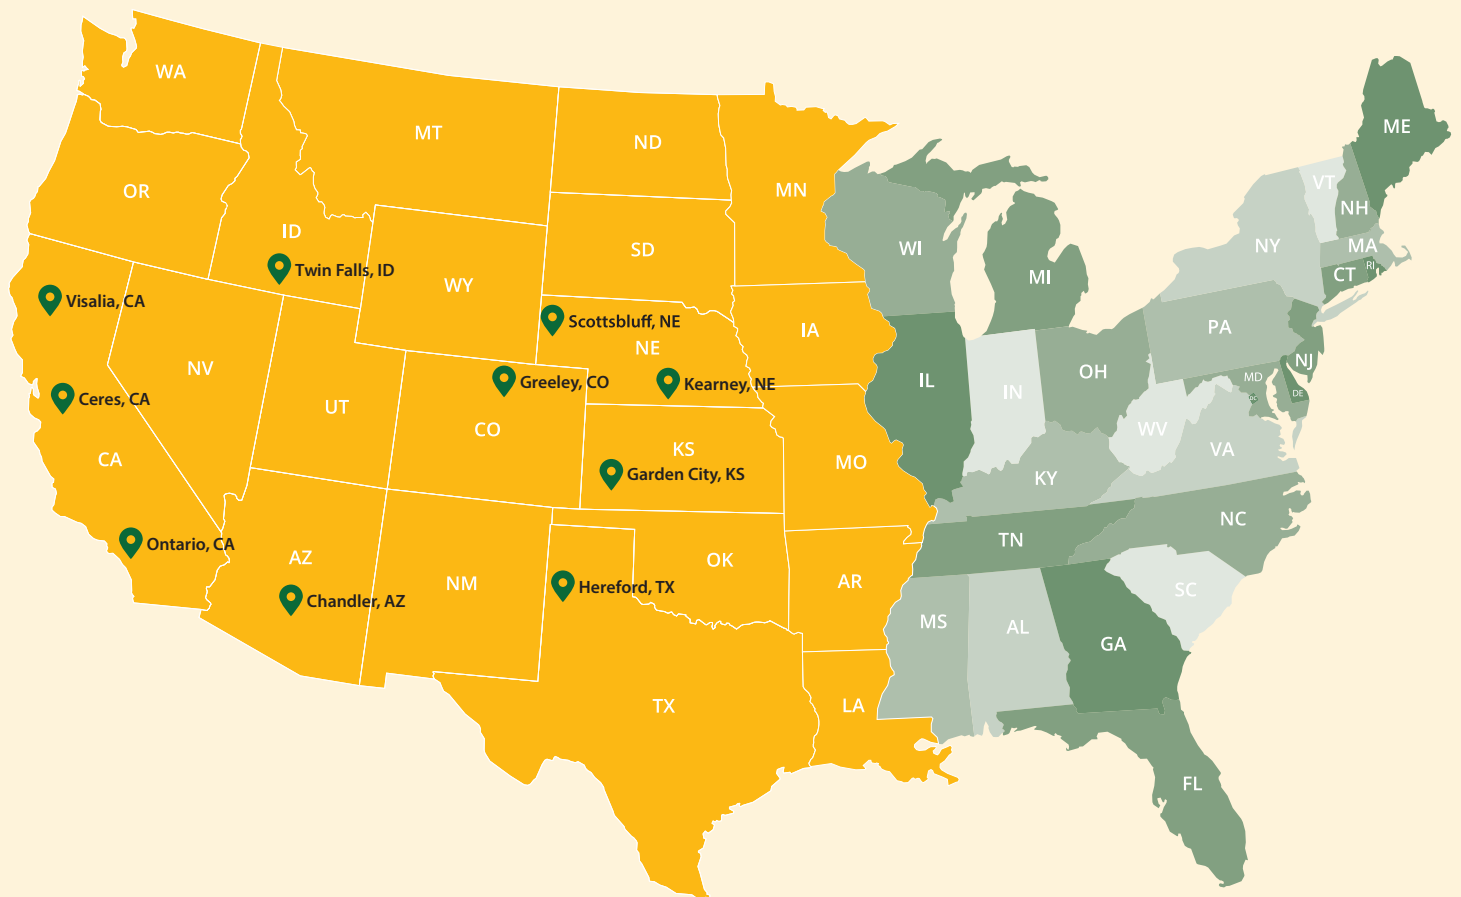 WA
MT
ND
MN
OR
ID
Twin Falls, ID
SD
WI
MI
ME
VT
NH
NY
MA
CT
RI
Visalia, CA
WY
Scottsbluff, NE
NE
IA
PA
NJ
NV
Greeley, CO
Kearney, NE
IL
IN
OH
MD
DE
DC
Ceres, CA
UT
CO
KS
MO
WV
VA
CA
Garden City, KS
KY
NC
Ontario, CA
AZ
OK
TN
Chandler, AZ
NM
Hereford, TX
AR
SC
MS
AL
GA
TX
LA
FL